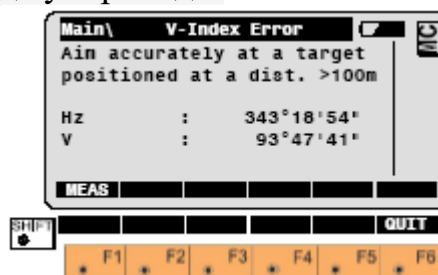 Main\ V-Index Error MC
Aim accurately at a target
positioned at a dist. >100m
Hz : 343°18'54"
V : 93°47'41"
MEAS
SHIFT QUIT
F1 F2 F3 F4 F5 F6